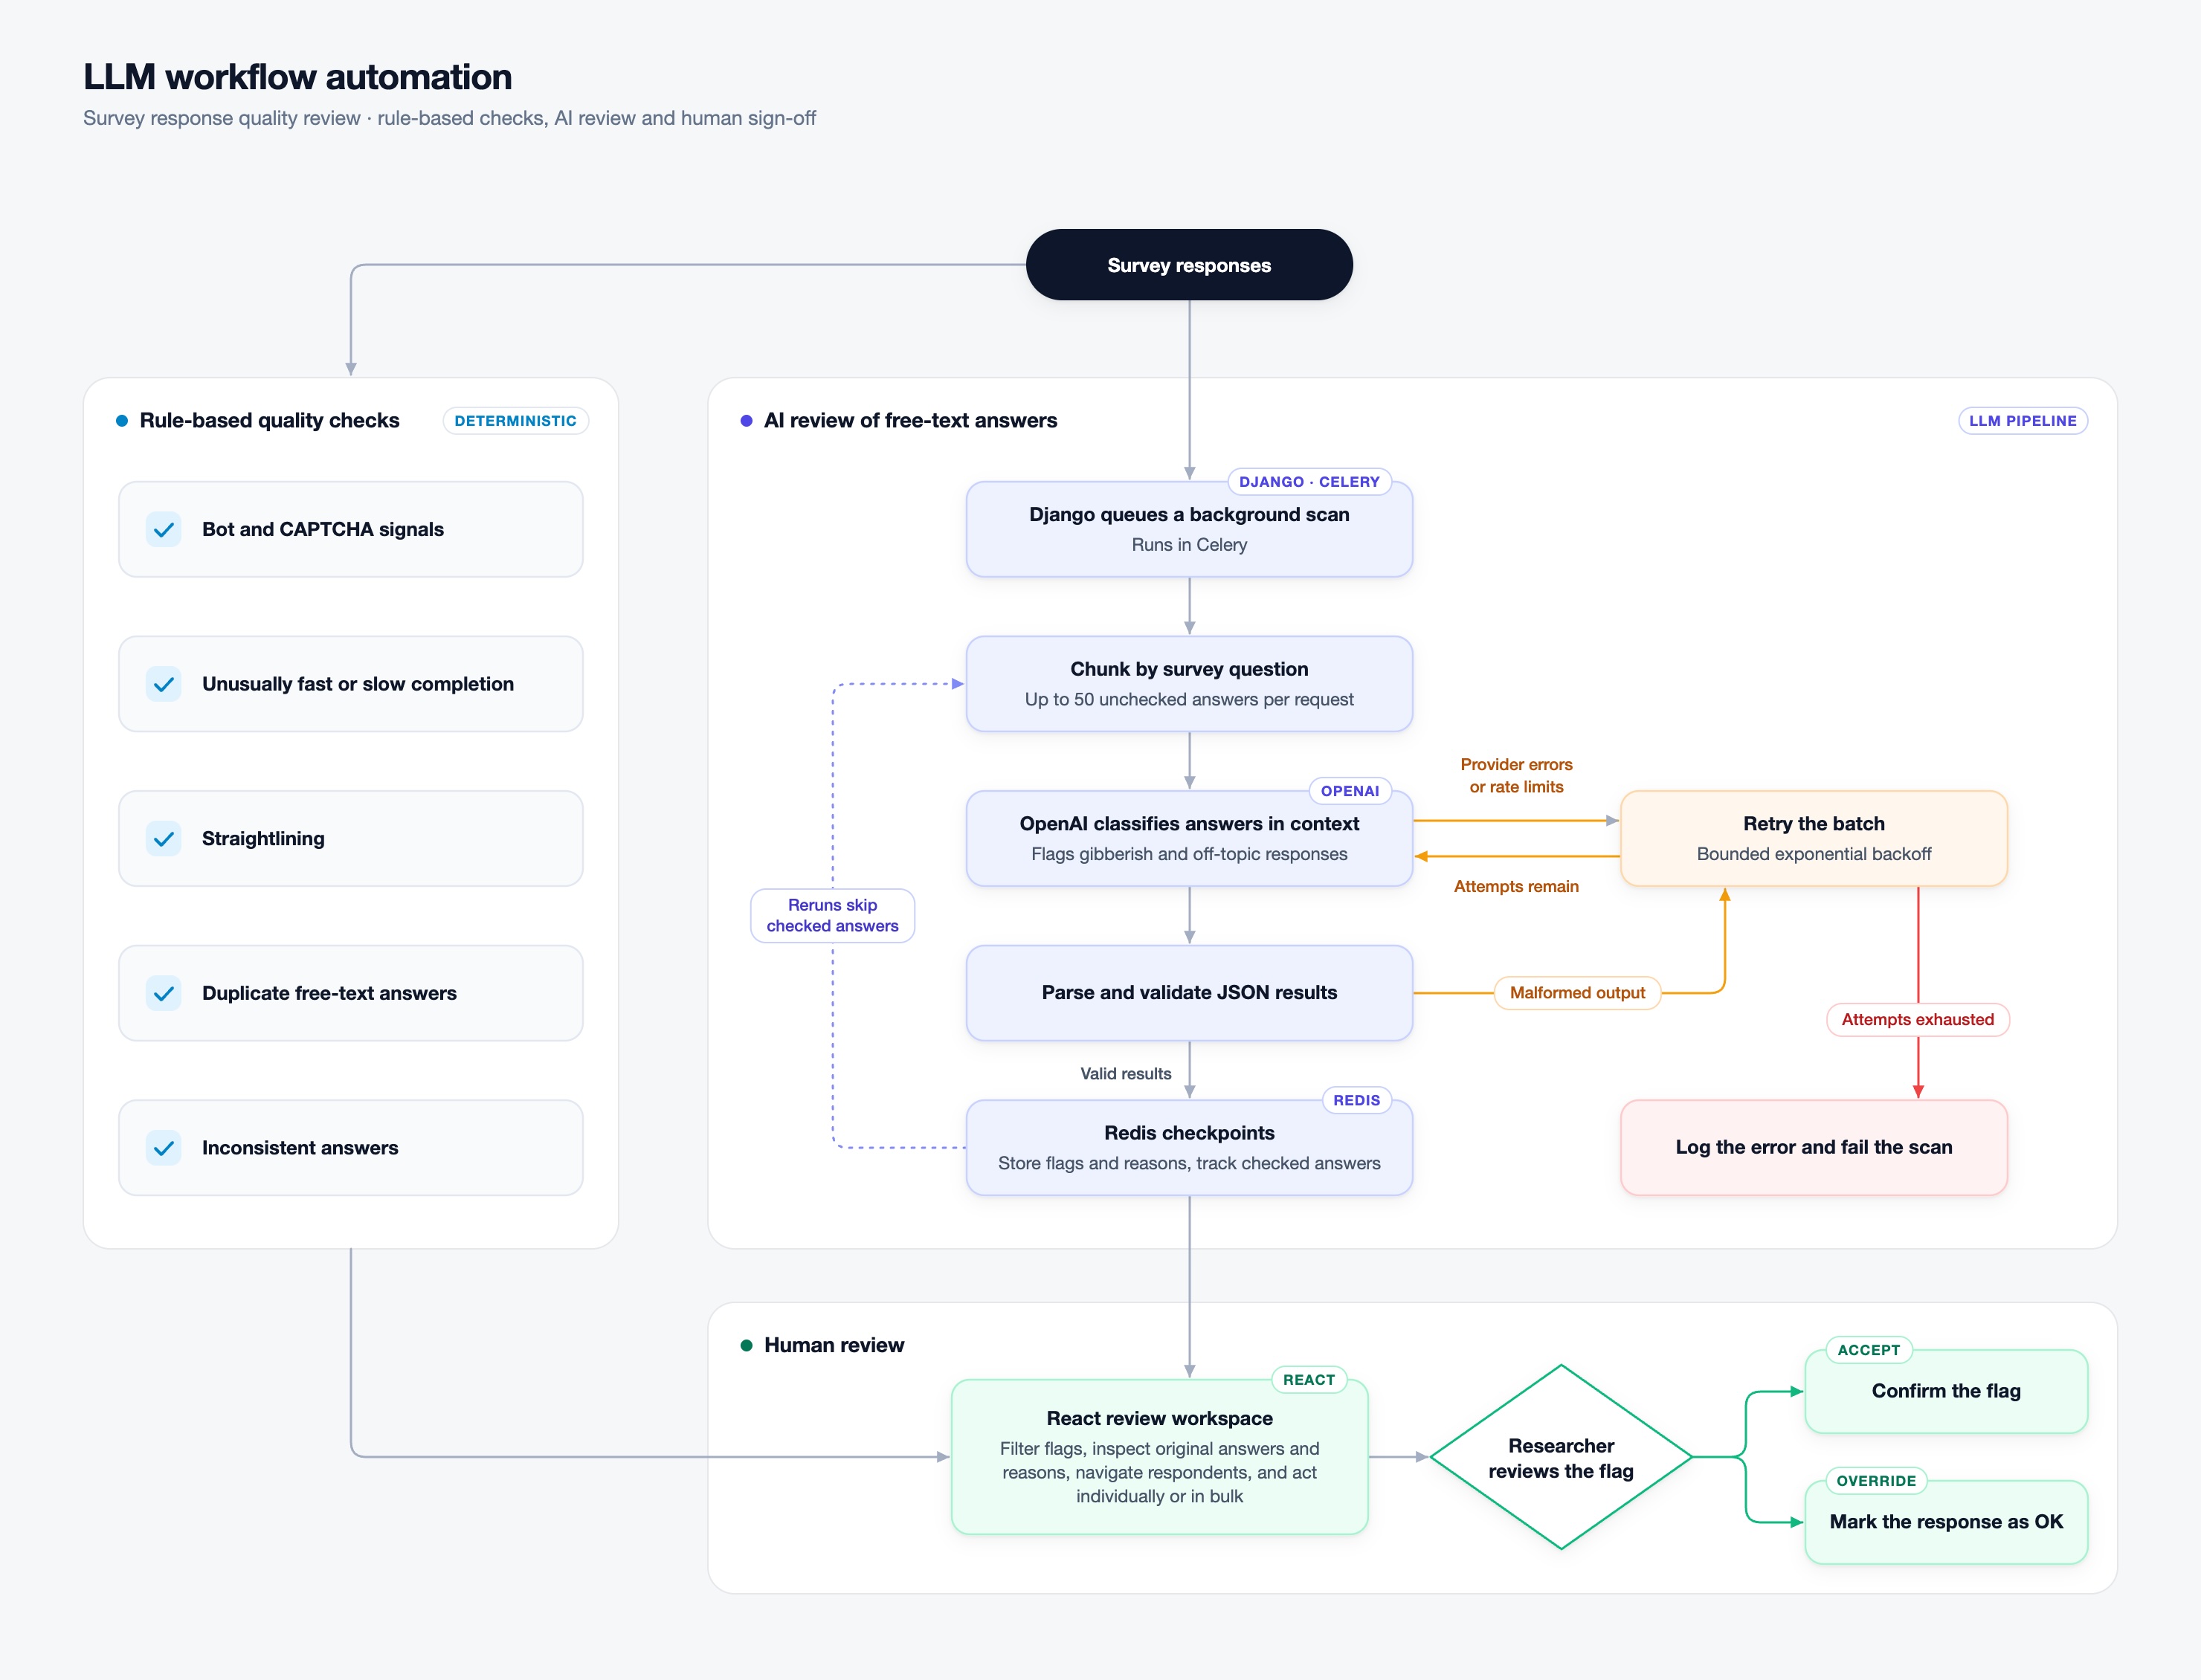 LLM workflow automation
Survey response quality review · rule-based checks, AI review and human sign-off
Survey responses
Rule-based quality checks
DETERMINISTIC
Bot and CAPTCHA signals
Unusually fast or slow completion
Straightlining
Duplicate free-text answers
Inconsistent answers
AI review of free-text answers
LLM PIPELINE
DJANGO · CELERY
Django queues a background scan
Runs in Celery
Chunk by survey question
Up to 50 unchecked answers per request
OPENAI
OpenAI classifies answers in context
Flags gibberish and off-topic responses
Provider errors
or rate limits
Attempts remain
Retry the batch
Bounded exponential backoff
Reruns skip
checked answers
Parse and validate JSON results
Malformed output
Attempts exhausted
Valid results
REDIS
Redis checkpoints
Store flags and reasons, track checked answers
Log the error and fail the scan
Human review
REACT
React review workspace
Filter flags, inspect original answers and
reasons, navigate respondents, and act
individually or in bulk
Researcher
reviews the flag
ACCEPT
Confirm the flag
OVERRIDE
Mark the response as OK